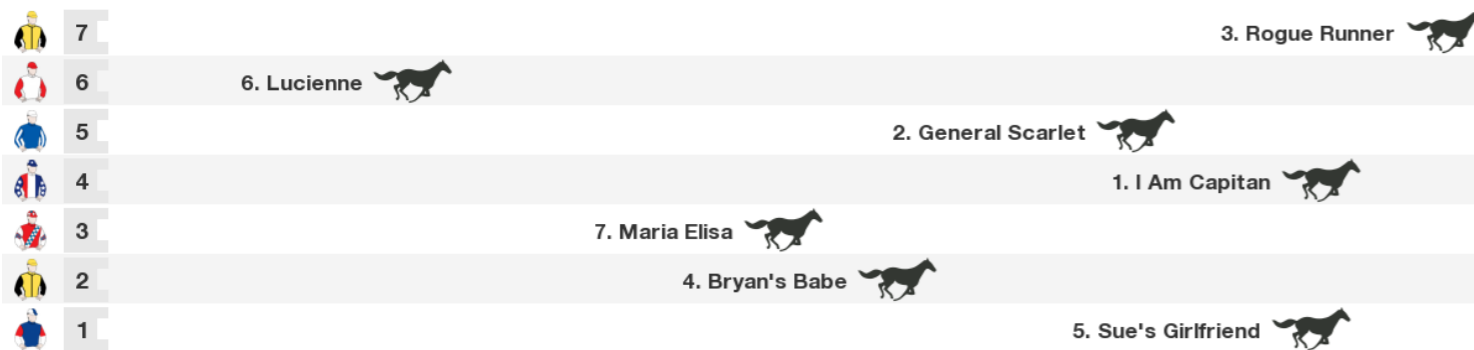 7 3. Rogue Runner
6 6. Lucienne
5 2. General Scarlet
4 1. I Am Capitan
3 7. Maria Elisa
2 4. Bryan's Babe
1 5. Sue's Girlfriend